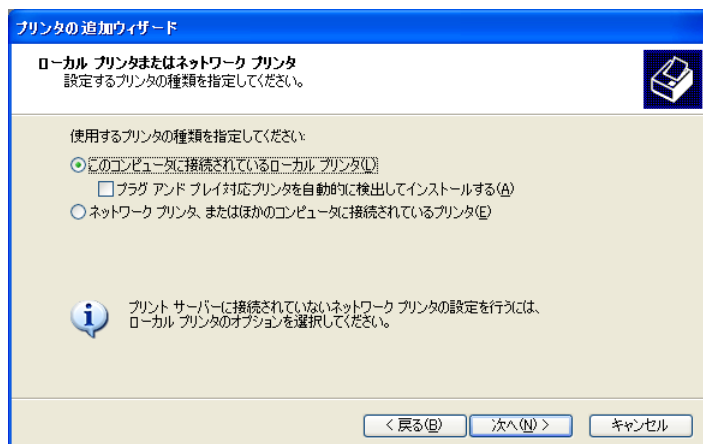 プリンタの追加ウィザード
ローカル プリンタまたはネットワーク プリンタ
設定するプリンタの種類を指定してください。
使用するプリンタの種類を指定してください:
このコンピュータに接続されているローカル プリンタ(L)
プラグ アンド プレイ対応プリンタを自動的に検出してインストールする(A)
ネットワーク プリンタ、またはほかのコンピュータに接続されているプリンタ(E)
プリント サーバーに接続されていないネットワーク プリンタの設定を行うには、
ローカル プリンタのオプションを選択してください。
< 戻る(B) 次へ(N) > キャンセル